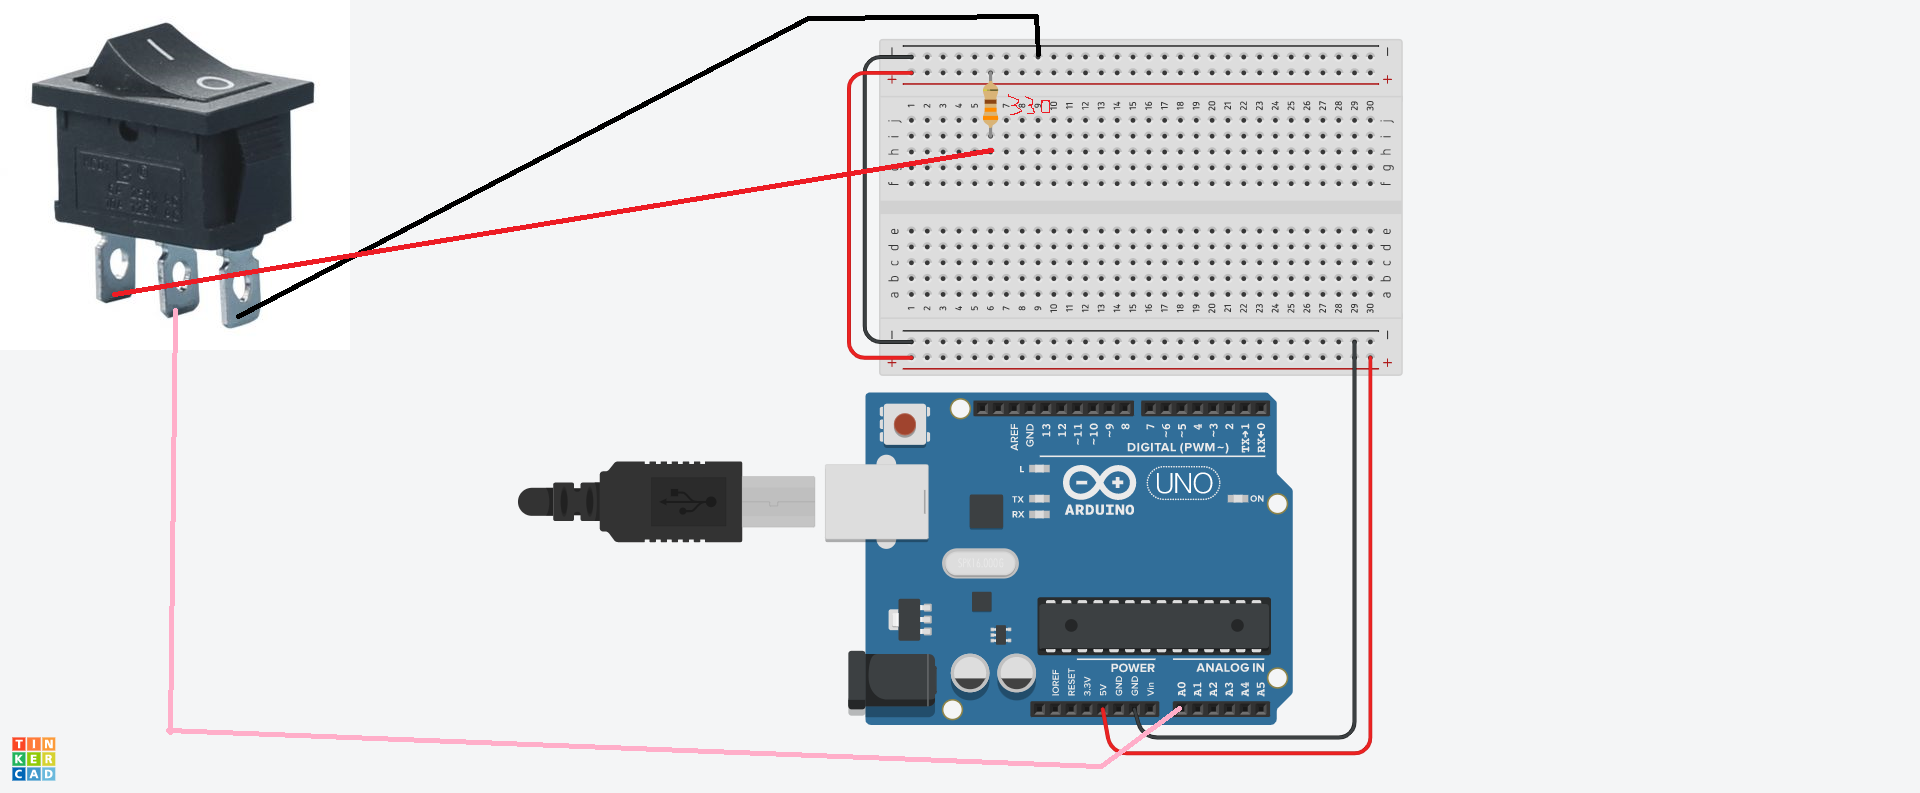 330
1 2 3 4 5 7 8 9 10 11 12 13 14 15 16 17 18 19 20 21 22 23 24 25 26 27 28 29 30
j j
i i
h h
g g
f f
e e
d d
c c
b b
a a
1 2 3 4 5 6 7 8 9 10 11 12 13 14 15 16 17 18 19 20 21 22 23 24 25 26 27 28 29 30
AREF GND 13 12 ~11 ~10 ~9 8 7 ~6 ~5 4 ~3 2 TX→1 RX←0
DIGITAL (PWM~)
L
TX
RX
ARDUINO
UNO
ON
POWER
ANALOG IN
IOREF RESET 3.3V 5V GND GND Vin A0 A1 A2 A3 A4 A5
TIN
KER
CAD